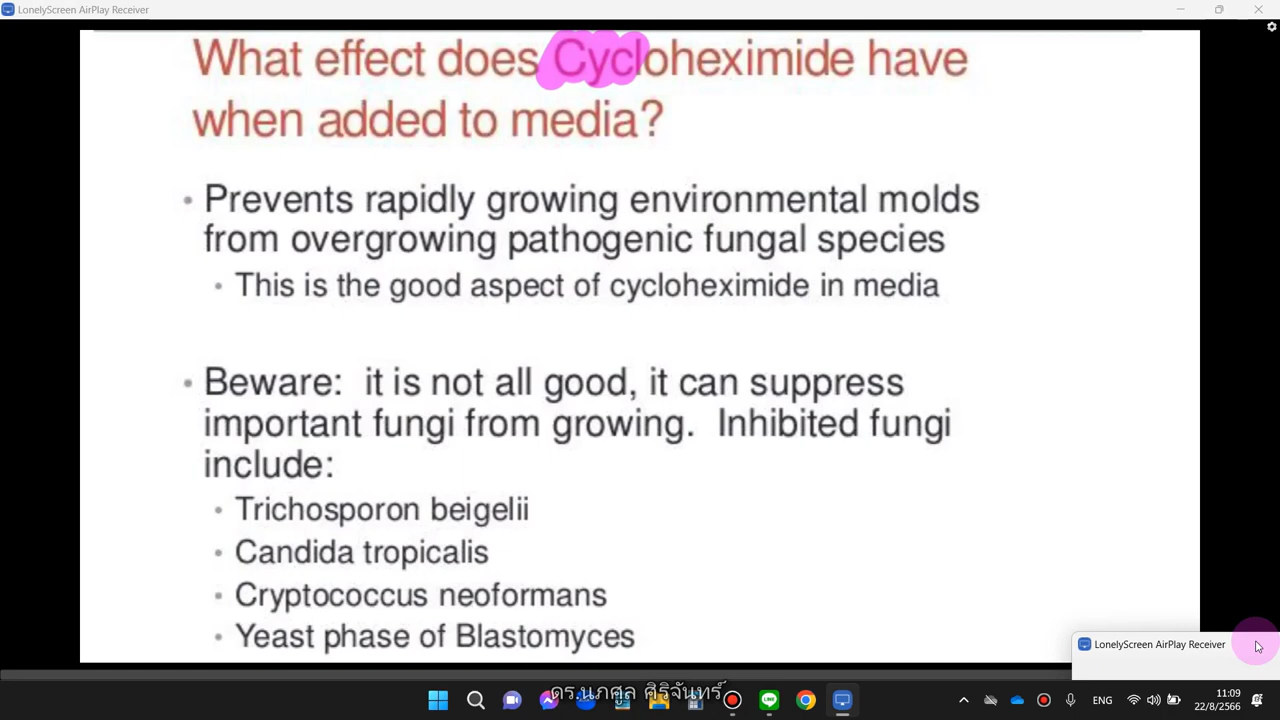 LonelyScreen AirPlay Receiver
What effect does Cycloheximide have
when added to media?
• Prevents rapidly growing environmental molds
from overgrowing pathogenic fungal species
• This is the good aspect of cycloheximide in media
• Beware: it is not all good, it can suppress
important fungi from growing. Inhibited fungi
include:
• Trichosporon beigelii
• Candida tropicalis
• Cryptococcus neoformans
• Yeast phase of Blastomyces
LonelyScreen AirPlay Receiver
ดร.นภศูล ศิริจันทร์
ENG
11:09
22/8/2566